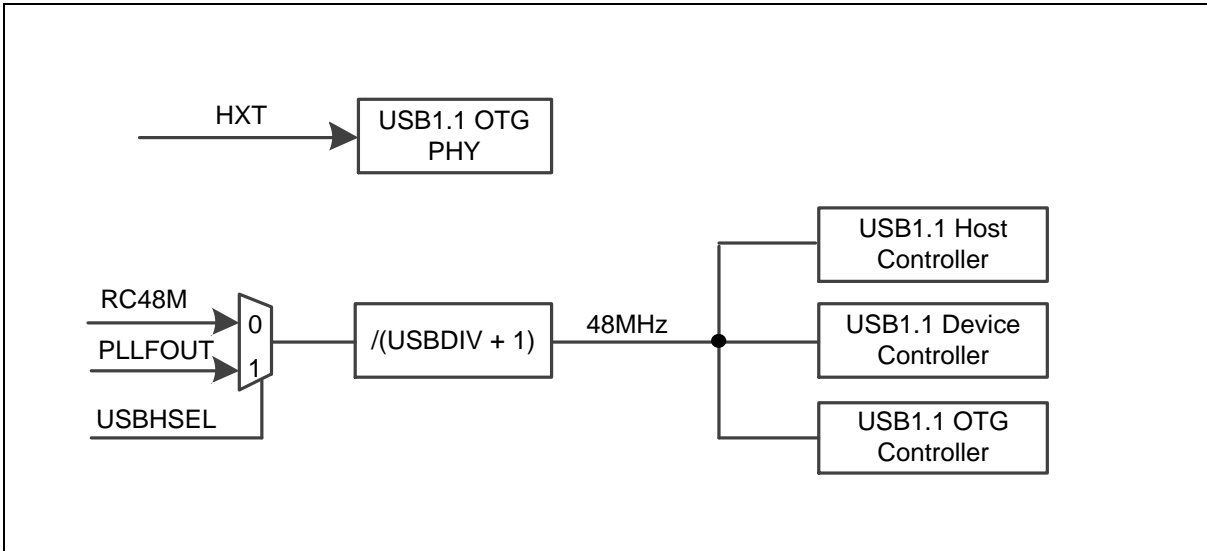 HXT
USB1.1 OTG
PHY
USB1.1 Host
Controller
RC48M
0
/(USBDIV + 1)
48MHz
USB1.1 Device
Controller
PLLFOUT
1
USBHSEL
USB1.1 OTG
Controller